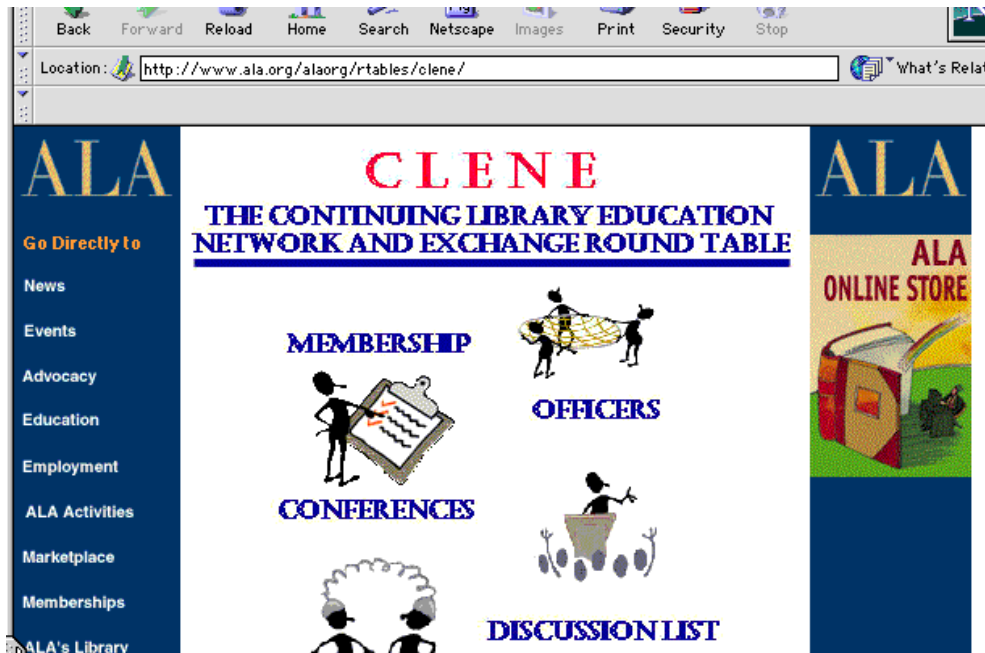 Back Forward Reload Home Search Netscape Images Print Security Stop
Location: http://www.ala.org/alaorg/rtables/clene/ What's Relat
ALA
Go Directly to
News
Events
Advocacy
Education
Employment
ALA Activities
Marketplace
Memberships
ALA's Library
CLENE
THE CONTINUING LIBRARY EDUCATION
NETWORK AND EXCHANGE ROUND TABLE
MEMBERSHIP
OFFICERS
CONFERENCES
DISCUSSION LIST
ALA
ALA
ONLINE STORE